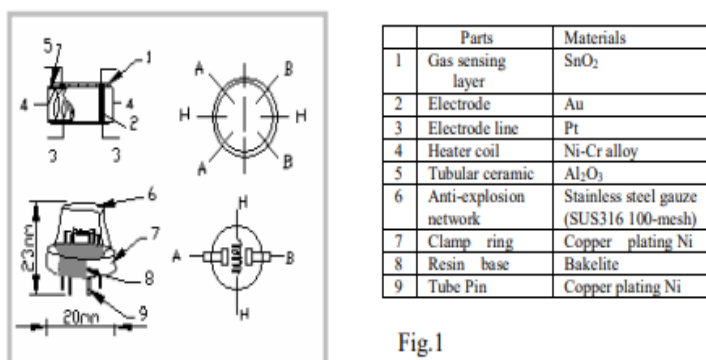 5
1
A
B
4
4
H
H
2
3
3
A
B
6
H
7
A
B
23mm
8
H
9
20mm
Parts Materials
1 Gas sensing layer SnO₂
2 Electrode Au
3 Electrode line Pt
4 Heater coil Ni-Cr alloy
5 Tubular ceramic Al₂O₃
6 Anti-explosion network Stainless steel gauze (SUS316 100-mesh)
7 Clamp ring Copper plating Ni
8 Resin base Bakelite
9 Tube Pin Copper plating Ni
Fig.1